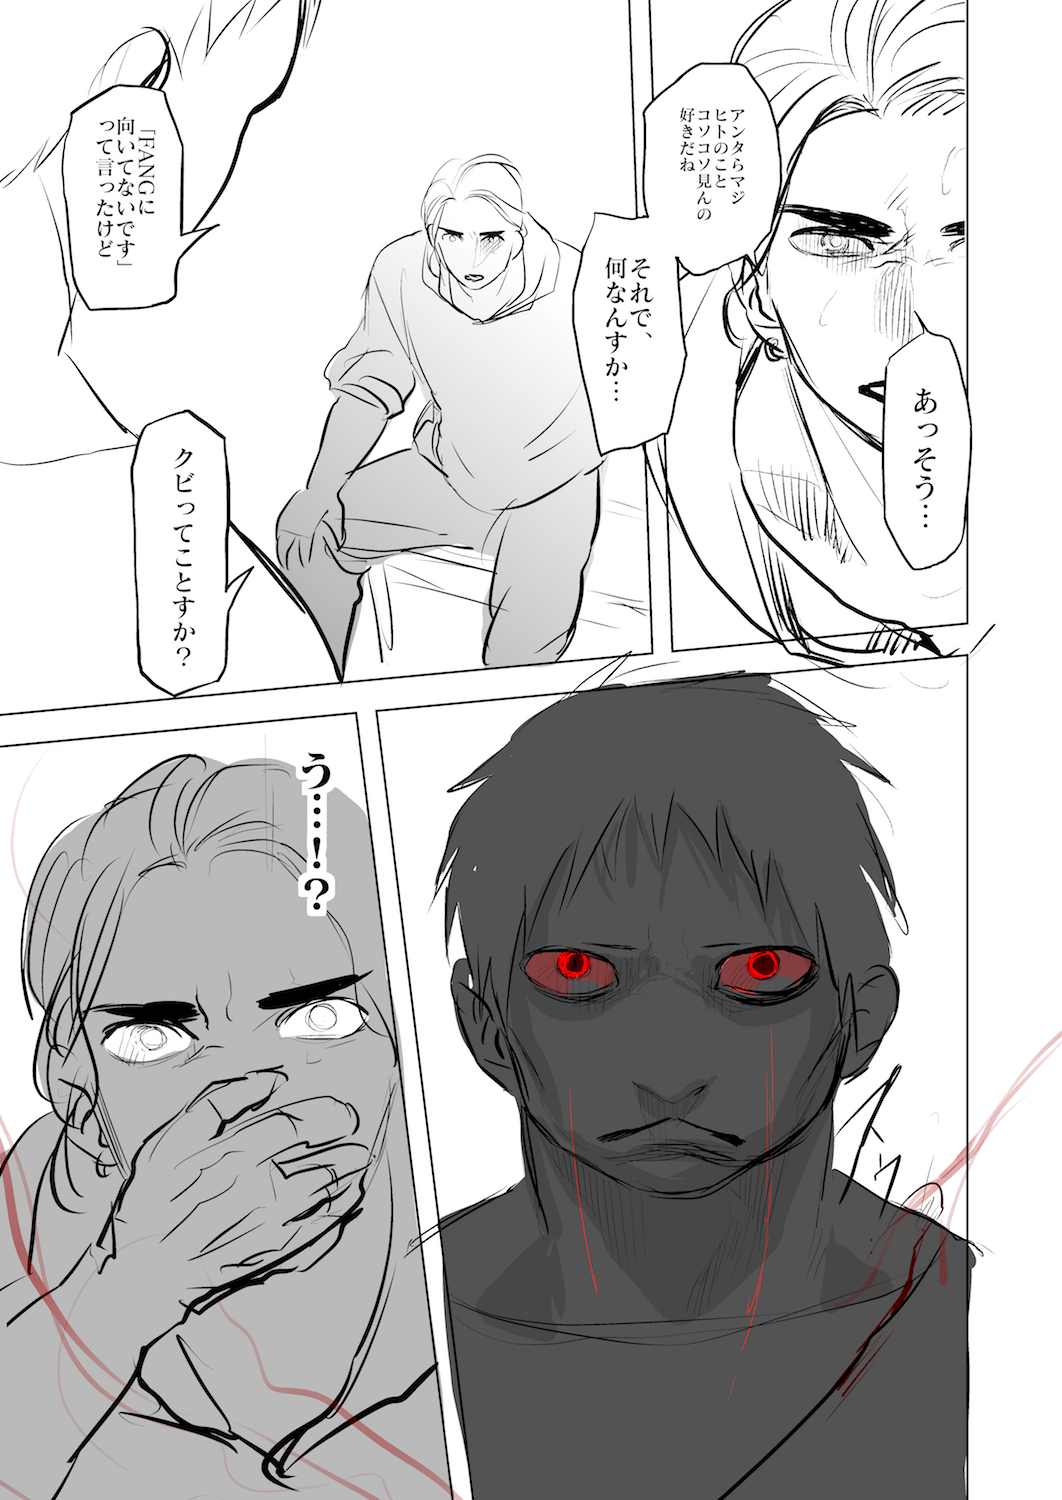 アンタらマジ
ヒトのこと
コソコソ見んの
好きだね
あっそう…
それで、
何なんすか…
「FANGに
向いてないです」
って言ったけど
クビってことすか？
う…！？
ドッ